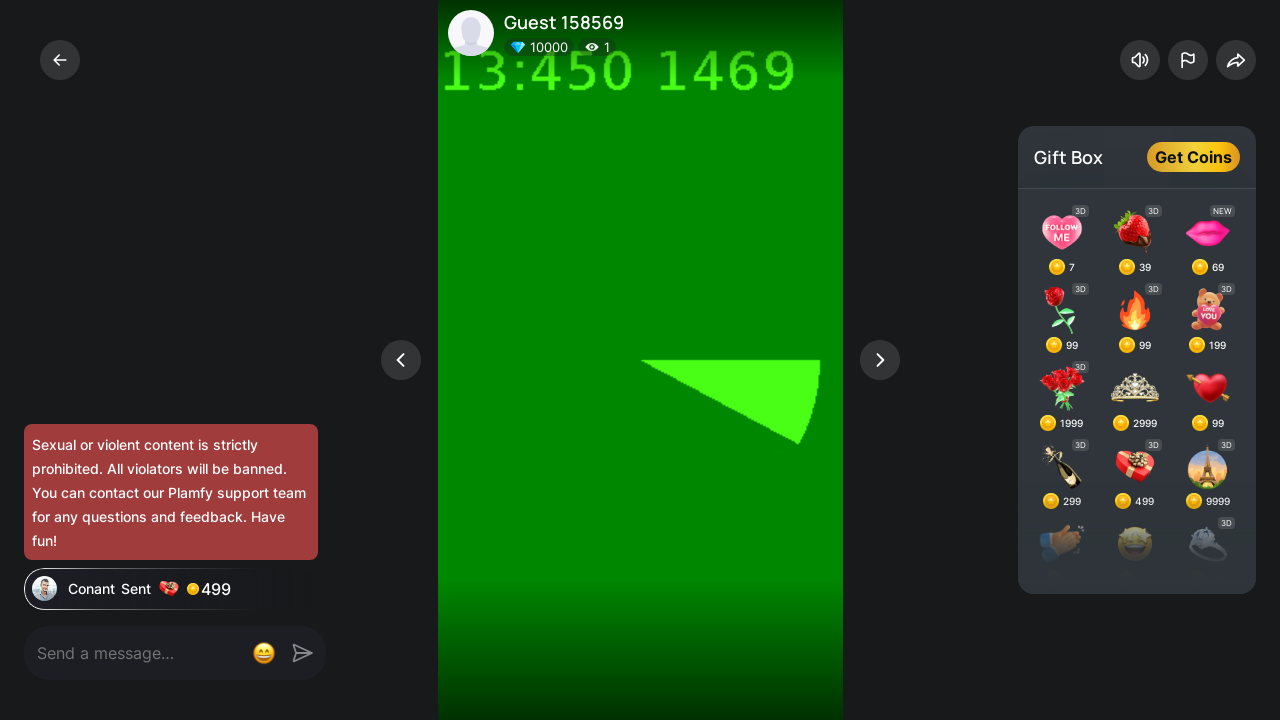 Guest 158569
10000 1
13:450 1469
Sexual or violent content is strictly
prohibited. All violators will be banned.
You can contact our Plamfy support team
for any questions and feedback. Have
fun!
Conant Sent 499
Send a message...
Gift Box
Get Coins
3D 3D NEW
FOLLOW
ME
7 39 69
3D 3D 3D
LOVE
YOU
99 99 199
3D
1999 2999 99
3D 3D 3D
299 499 9999
3D